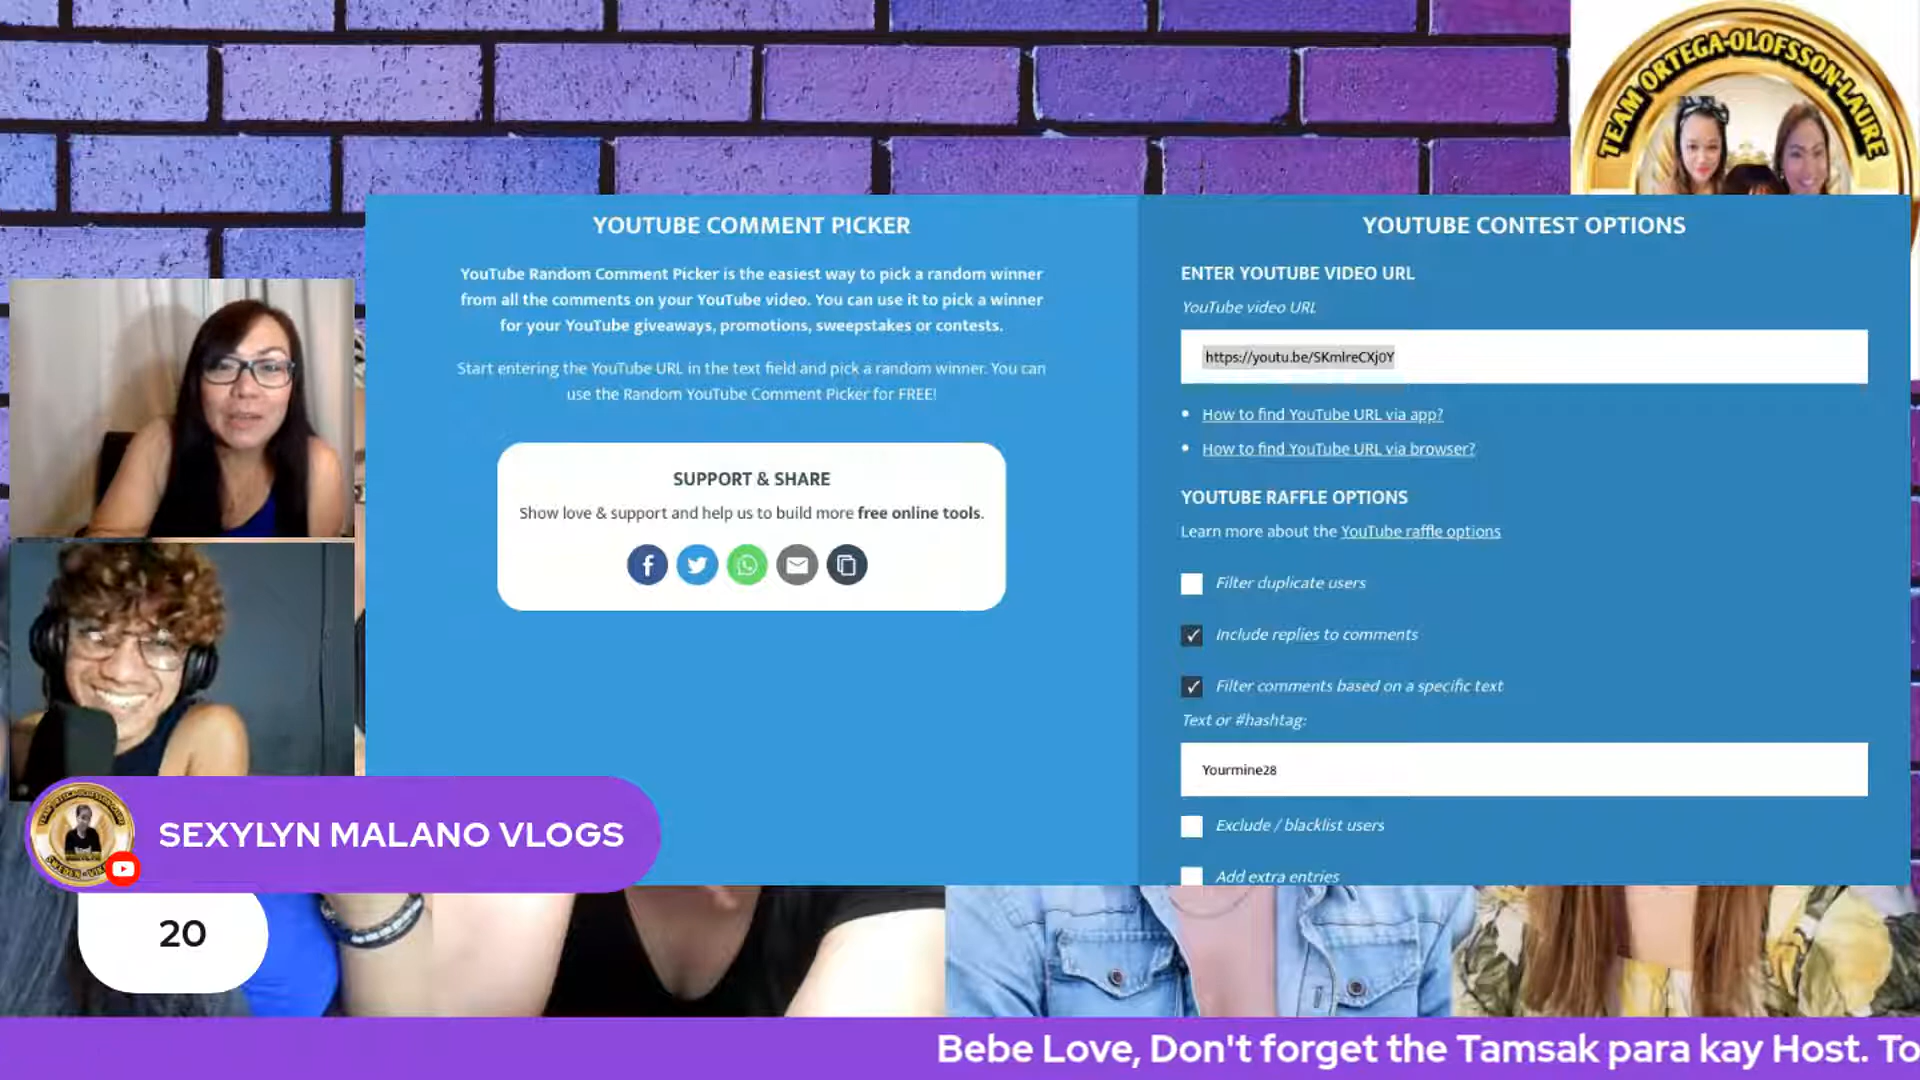 TEAM ORTEGA-OLOFSSON-LAURE
YOUTUBE COMMENT PICKER
YouTube Random Comment Picker is the easiest way to pick a random winner
from all the comments on your YouTube video. You can use it to pick a winner
for your YouTube giveaways, promotions, sweepstakes or contests.
Start entering the YouTube URL in the text field and pick a random winner. You can
use the Random YouTube Comment Picker for FREE!
SUPPORT & SHARE
Show love & support and help us to build more free online tools.
YOUTUBE CONTEST OPTIONS
ENTER YOUTUBE VIDEO URL
YouTube video URL
https://youtu.be/SKmlreCXj0Y
How to find YouTube URL via app?
How to find YouTube URL via browser?
YOUTUBE RAFFLE OPTIONS
Learn more about the YouTube raffle options
Filter duplicate users
Include replies to comments
Filter comments based on a specific text
Text or #hashtag:
Yourmine28
Exclude / blacklist users
Add extra entries
SEXYLYN MALANO VLOGS
20
Bebe Love, Don't forget the Tamsak para kay Host. To